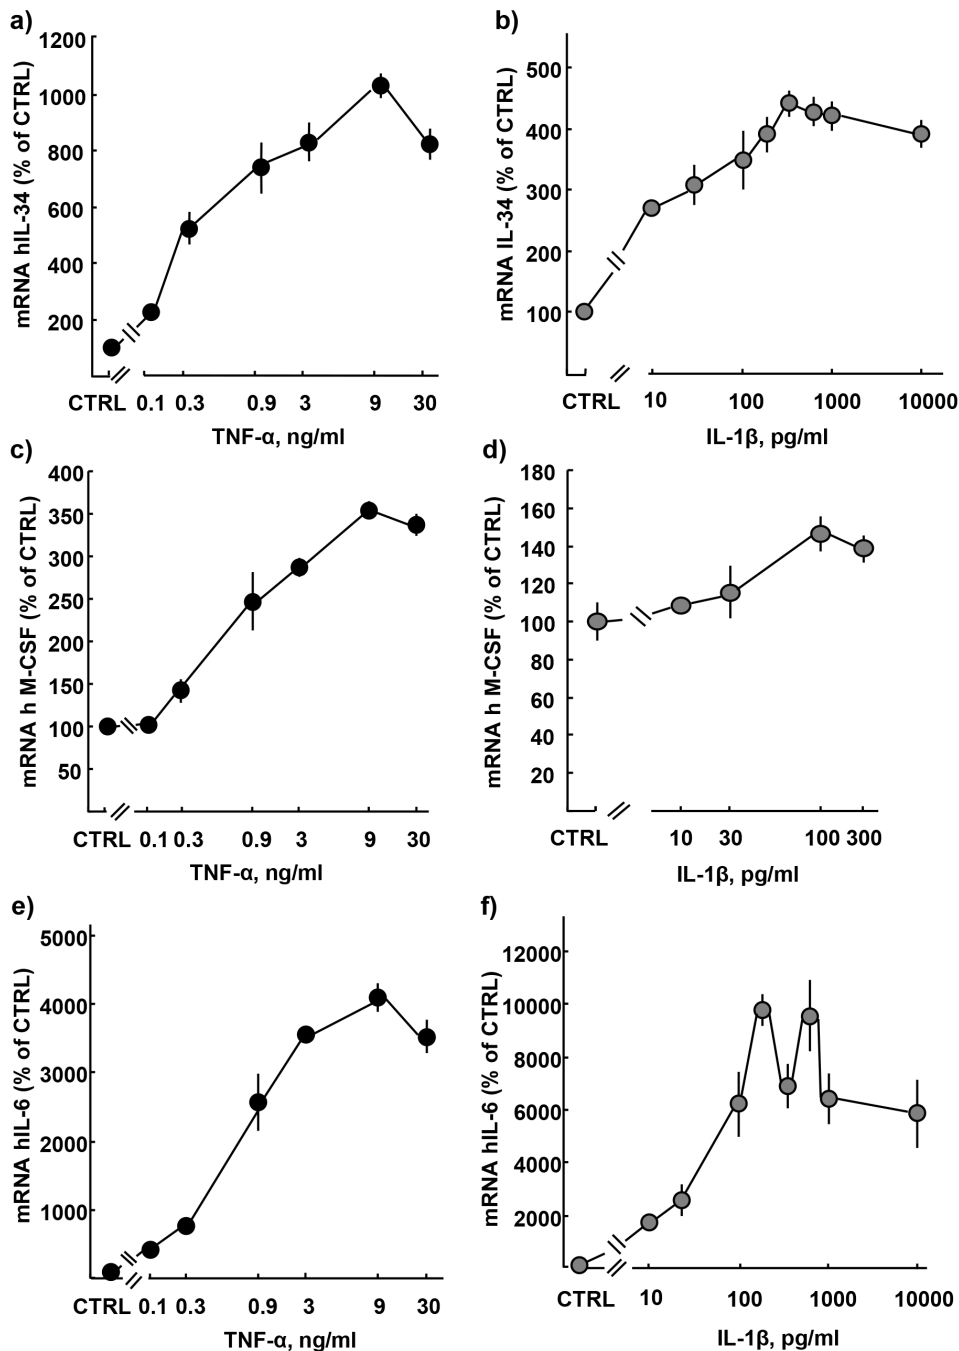 a)
mRNA hIL-34 (% of CTRL)
1200
1000
800
600
400
200
CTRL 0.1 0.3 0.9 3 9 30
TNF-α, ng/ml
b)
mRNA IL-34 (% of CTRL)
500
400
300
200
100
CTRL 10 100 1000 10000
IL-1β, pg/ml
c)
mRNA h M-CSF (% of CTRL)
400
350
300
250
200
150
100
50
CTRL 0.1 0.3 0.9 3 9 30
TNF-α, ng/ml
d)
mRNA h M-CSF (% of CTRL)
180
160
140
120
100
80
60
40
20
CTRL 10 30 100 300
IL-1β, pg/ml
e)
mRNA hIL-6 (% of CTRL)
5000
4000
3000
2000
1000
CTRL 0.1 0.3 0.9 3 9 30
TNF-α, ng/ml
f)
mRNA hIL-6 (% of CTRL)
12000
10000
8000
6000
4000
2000
CTRL 10 100 1000 10000
IL-1β, pg/ml